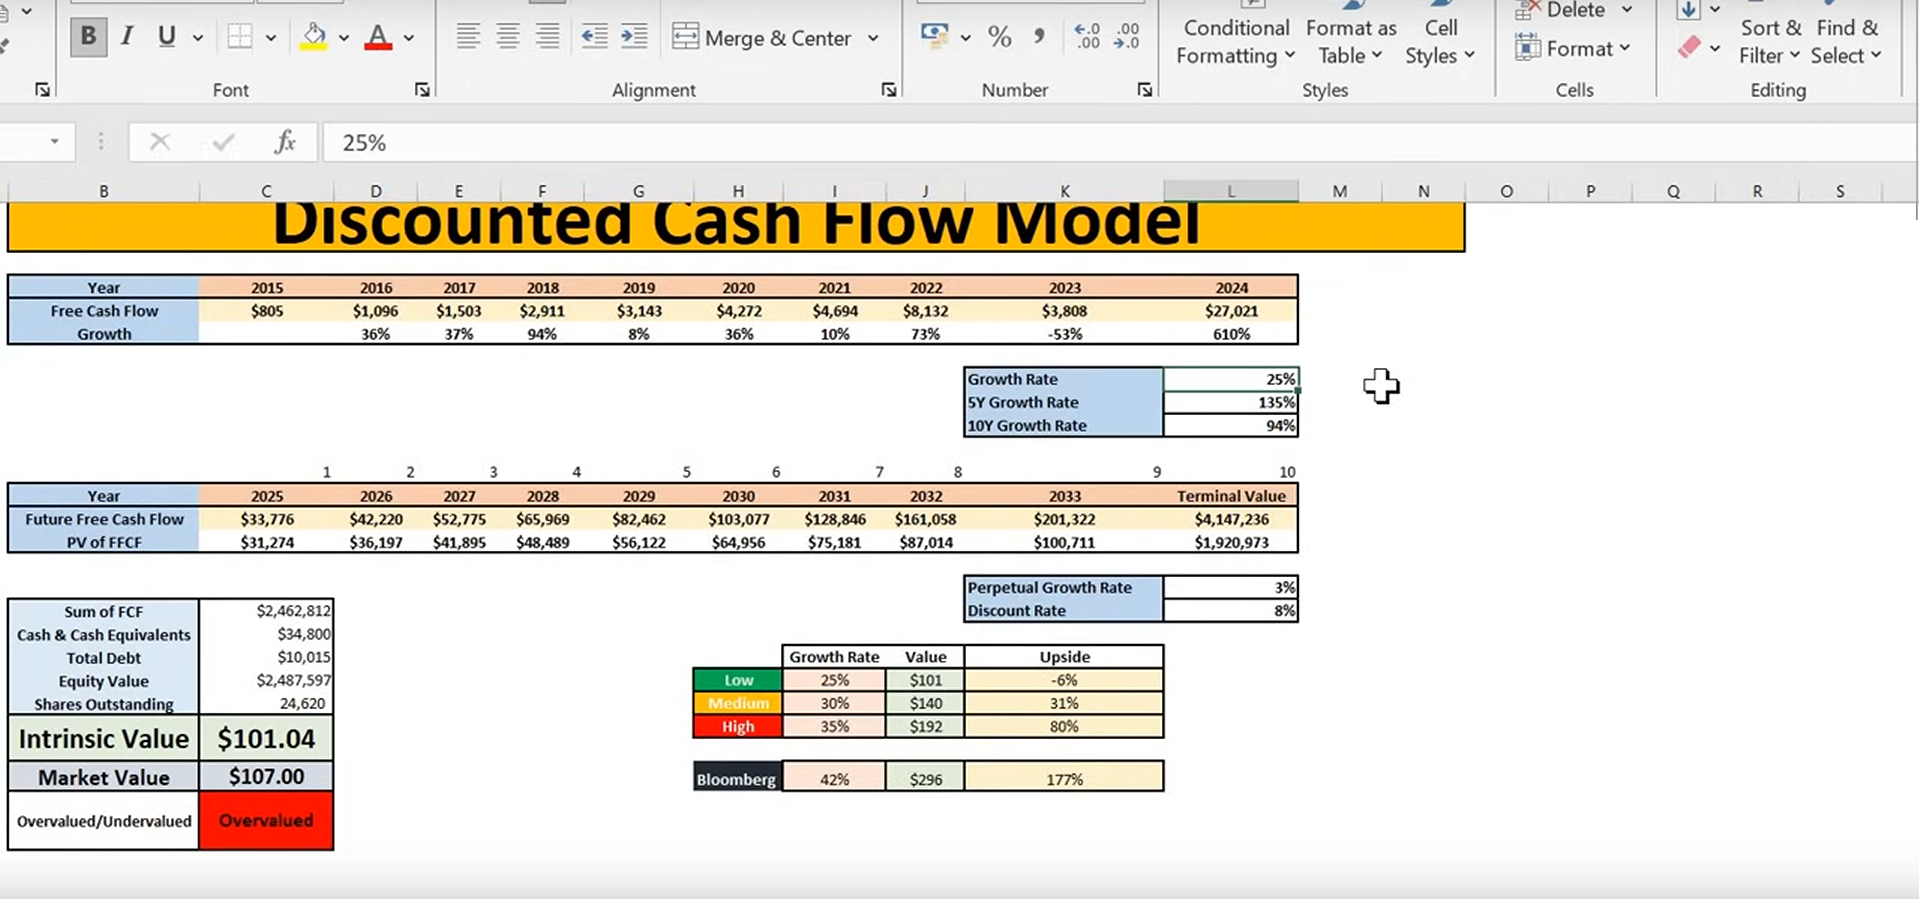 Delete
Conditional Format as Cell
Sort & Find &
B I U
Merge & Center
% 9
←.0 .00
.00 →.0
Formatting Table Styles
Format
Filter Select
Font Alignment Number Styles Cells Editing
fx 25%
B C D E F G H I J K L M N O P Q R S
Discounted Cash Flow Model
Year 2015 2016 2017 2018 2019 2020 2021 2022 2023 2024
Free Cash Flow $805 $1,096 $1,503 $2,911 $3,143 $4,272 $4,694 $8,132 $3,808 $27,021
Growth 36% 37% 94% 8% 36% 10% 73% -53% 610%
Growth Rate 25%
5Y Growth Rate 135%
10Y Growth Rate 94%
1 2 3 4 5 6 7 8 9 10
Year 2025 2026 2027 2028 2029 2030 2031 2032 2033 Terminal Value
Future Free Cash Flow $33,776 $42,220 $52,775 $65,969 $82,462 $103,077 $128,846 $161,058 $201,322 $4,147,236
PV of FFCF $31,274 $36,197 $41,895 $48,489 $56,122 $64,956 $75,181 $87,014 $100,711 $1,920,973
Perpetual Growth Rate 3%
Discount Rate 8%
Sum of FCF $2,462,812
Cash & Cash Equivalents $34,800
Total Debt $10,015
Equity Value $2,487,597
Shares Outstanding 24,620
Intrinsic Value $101.04
Market Value $107.00
Overvalued/Undervalued Overvalued
Growth Rate Value Upside
Low 25% $101 -6%
Medium 30% $140 31%
High 35% $192 80%
Bloomberg 42% $296 177%